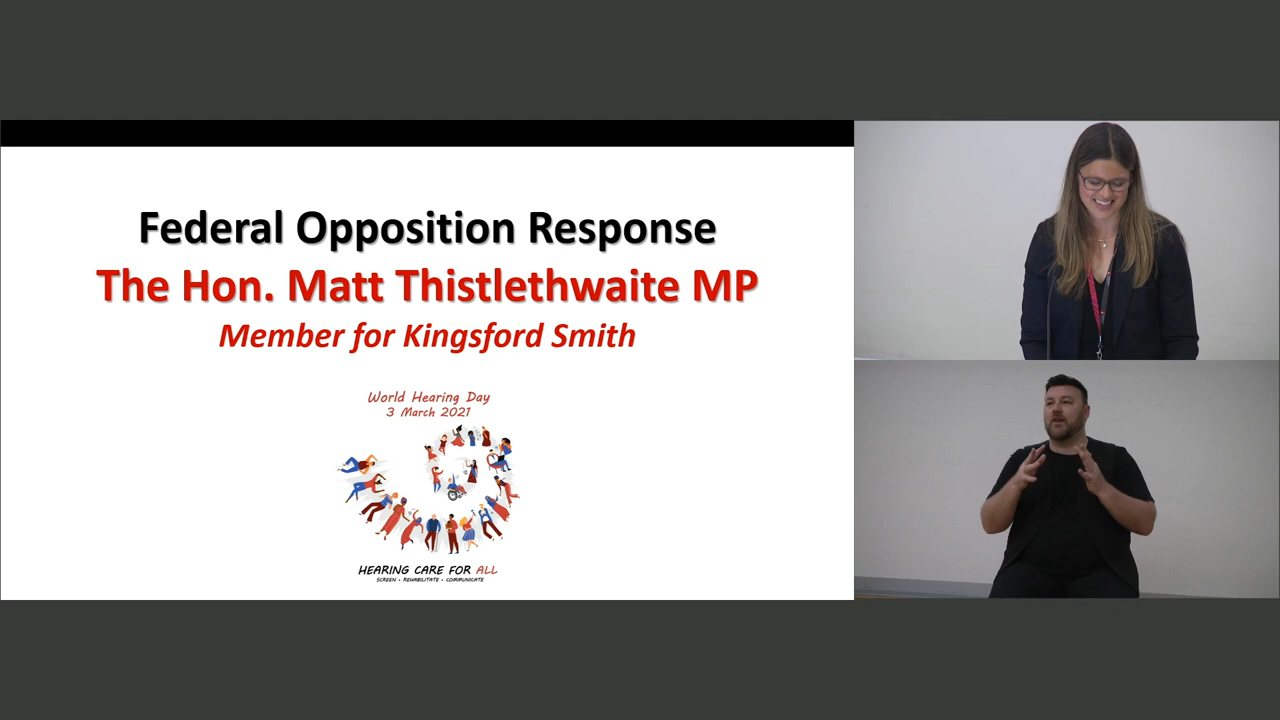 Federal Opposition Response
The Hon. Matt Thistlethwaite MP
Member for Kingsford Smith
World Hearing Day
3 March 2021
HEARING CARE FOR ALL
SCREEN • REHABILITATE • COMMUNICATE